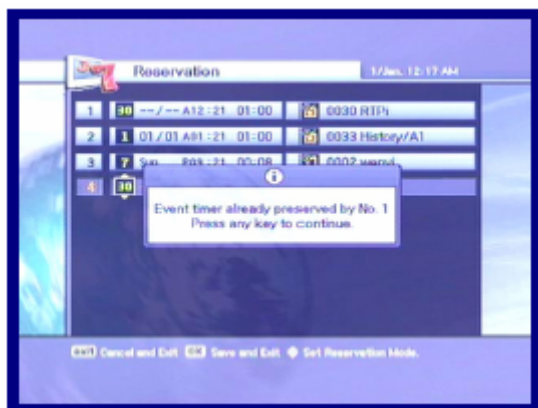 Reservation 1/Jan. 12:17 AM
1 30 --/-- A12:21 01:00 0030 RTPi
2 1 01/01 A01:21 01:00 0033 History/A1
3 7 Sun 00:08 0002
4 30
Event timer already preserved by No. 1
Press any key to continue.
exit Cancel and Exit OK Save and Exit Set Reservation Mode.